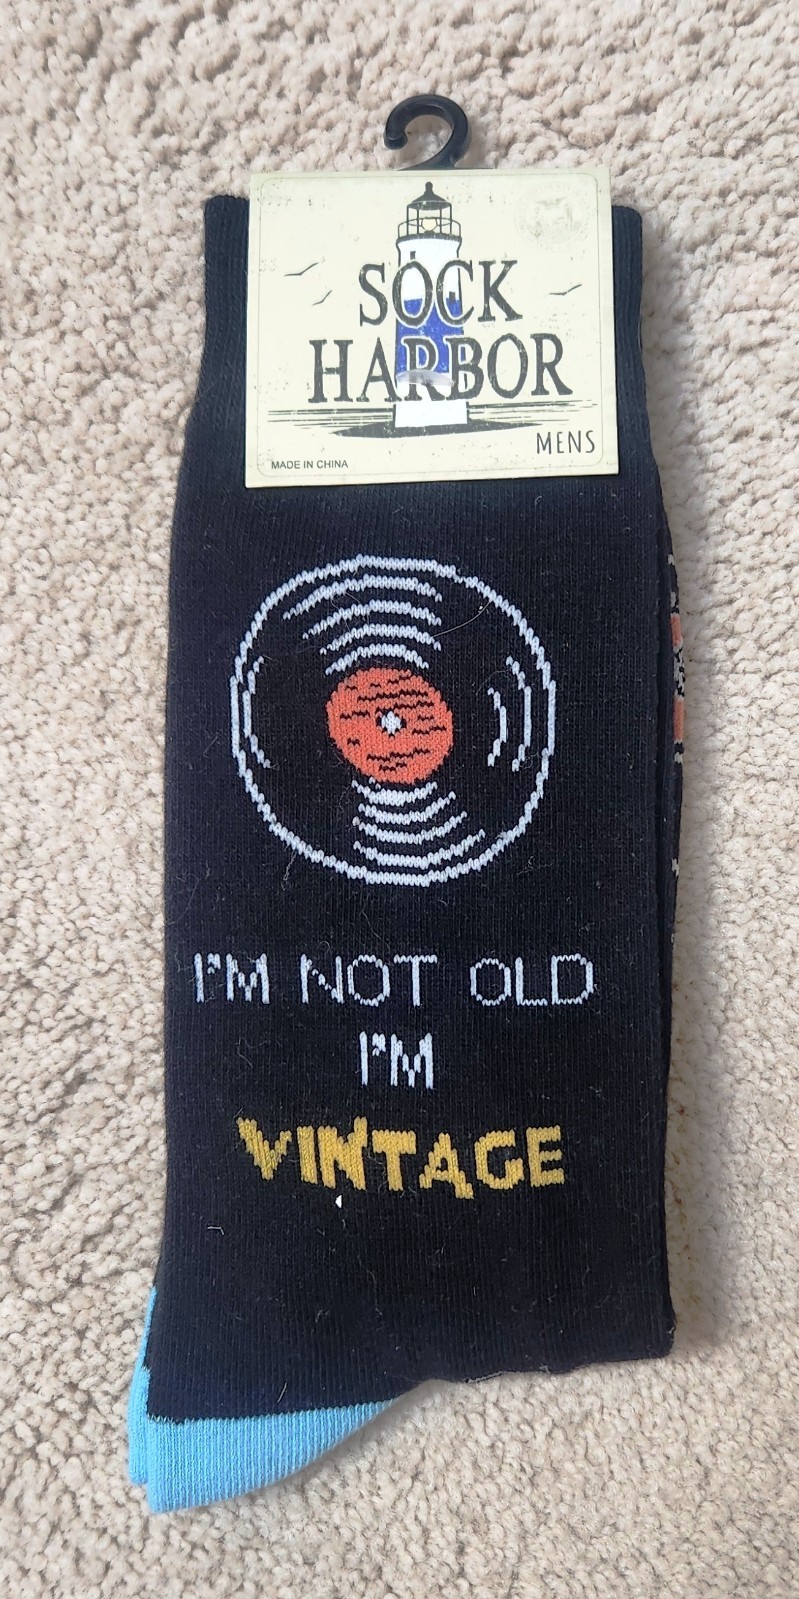 SOCK
HARBOR
MENS
MADE IN CHINA
I'M NOT OLD
I'M
VINTAGE